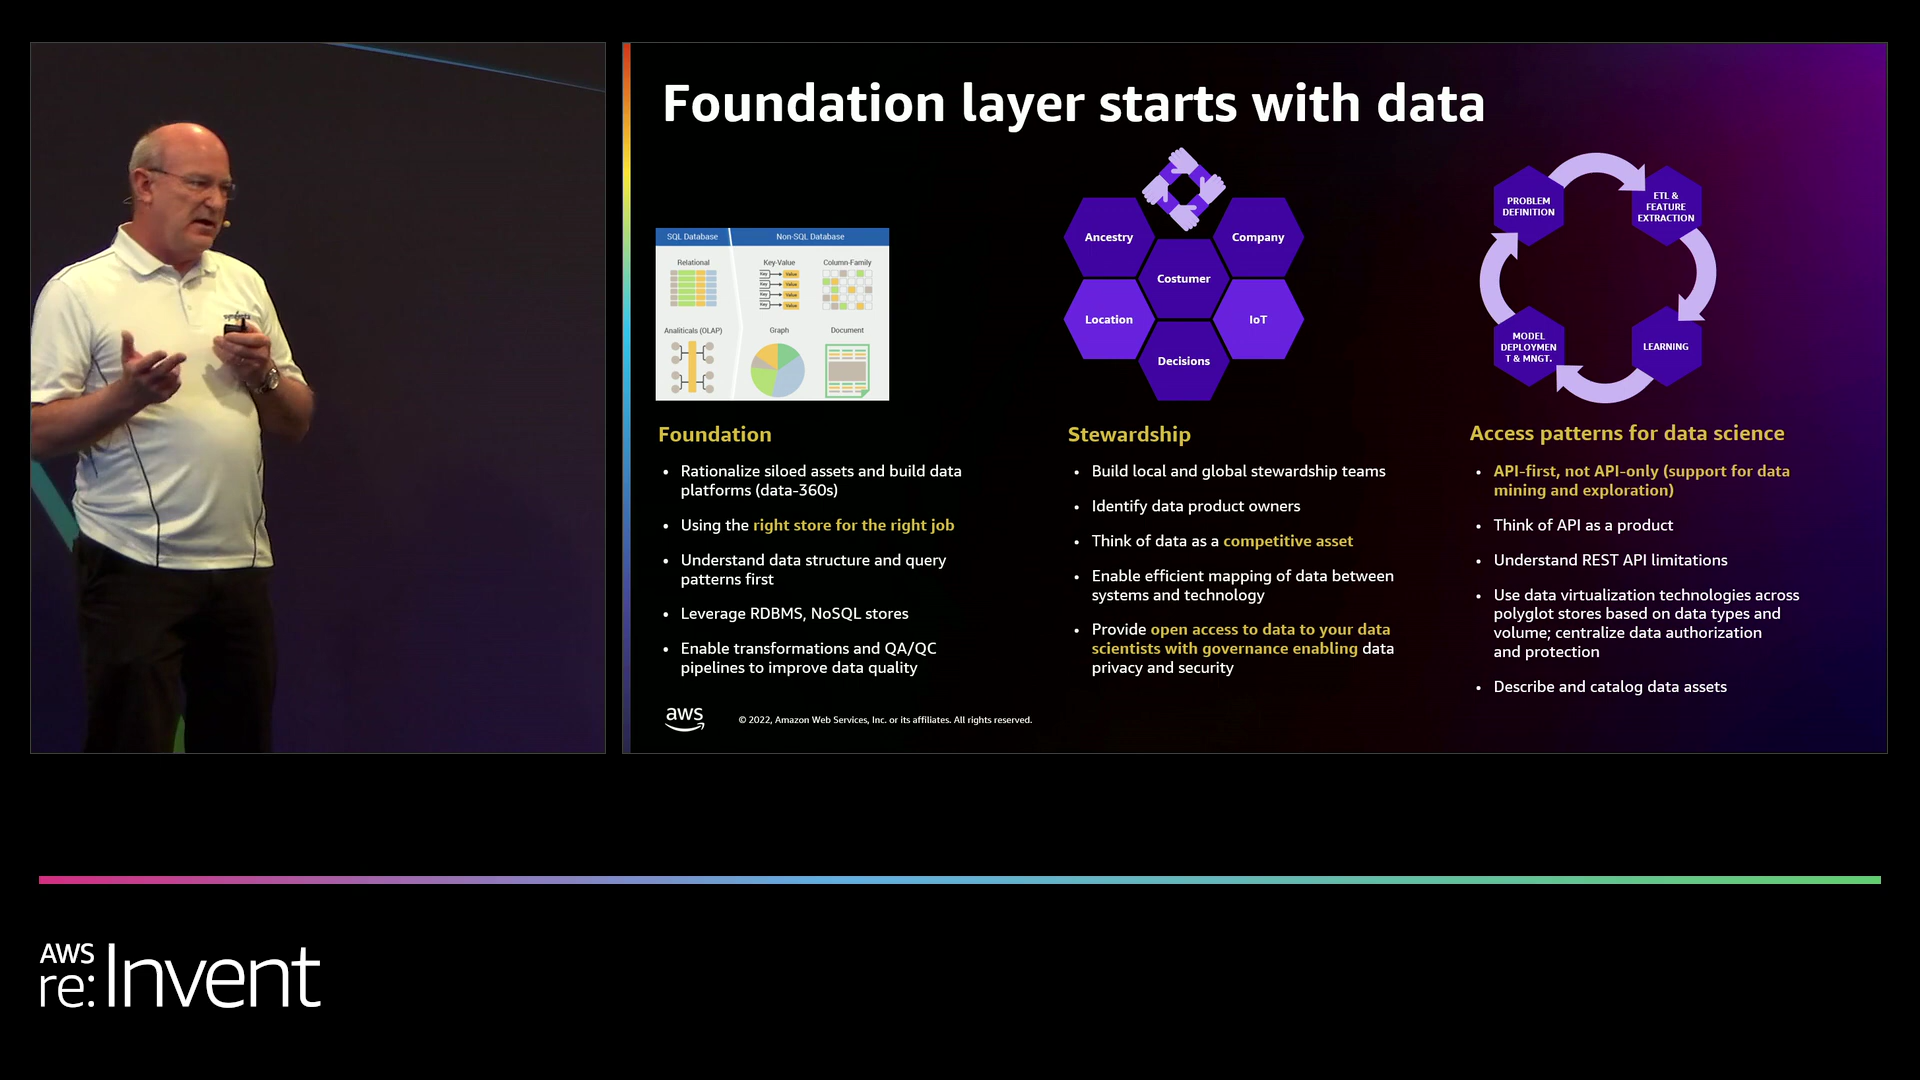 Foundation layer starts with data
SQL Database
Non-SQL Database
Relational
Key-Value
Column-Family
Key
Value
Key
Value
Key
Value
Key
Value
Analiticals (OLAP)
Graph
Document
Ancestry
Company
Costumer
Location
IoT
Decisions
PROBLEM
DEFINITION
ETL &
FEATURE
EXTRACTION
MODEL
DEPLOYMEN
T & MNGT.
LEARNING
Foundation
• Rationalize siloed assets and build data
platforms (data-360s)
• Using the right store for the right job
• Understand data structure and query
patterns first
• Leverage RDBMS, NoSQL stores
• Enable transformations and QA/QC
pipelines to improve data quality
Stewardship
• Build local and global stewardship teams
• Identify data product owners
• Think of data as a competitive asset
• Enable efficient mapping of data between
systems and technology
• Provide open access to data to your data
scientists with governance enabling data
privacy and security
Access patterns for data science
• API-first, not API-only (support for data
mining and exploration)
• Think of API as a product
• Understand REST API limitations
• Use data virtualization technologies across
polyglot stores based on data types and
volume; centralize data authorization
and protection
• Describe and catalog data assets
aws
© 2022, Amazon Web Services, Inc. or its affiliates. All rights reserved.
AWS
re:Invent